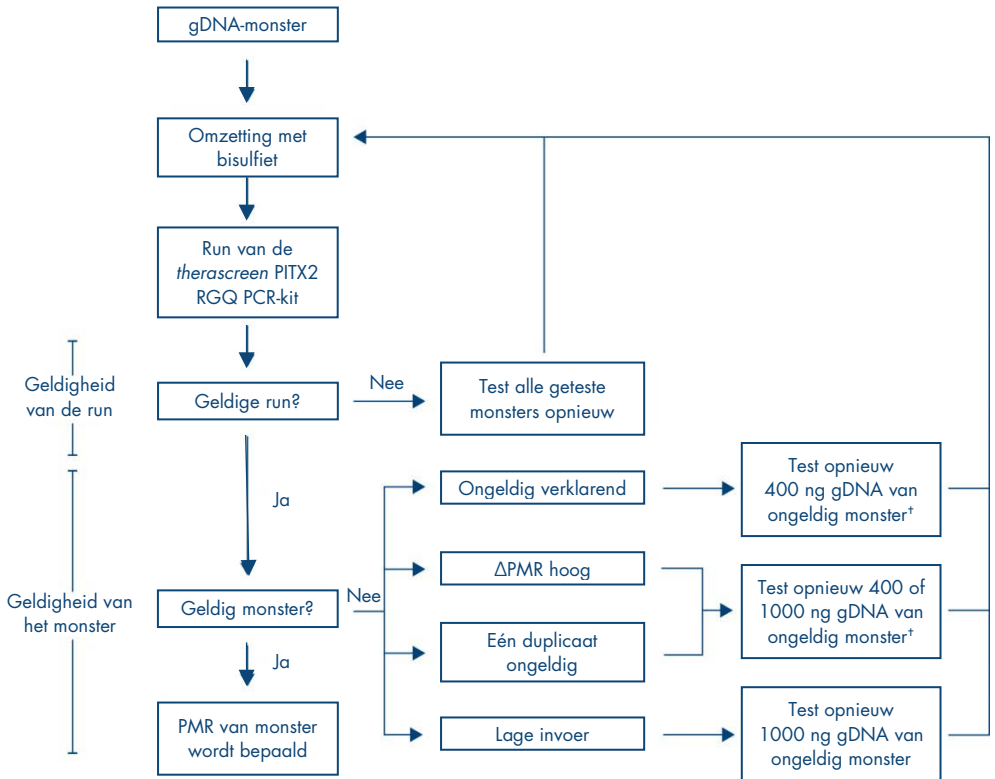 gDNA-monster
Omzetting met
bisulfiet
Run van de
therascreen PITX2
RGQ PCR-kit
Geldigheid
van de run
Geldige run?
Nee
Test alle geteste
monsters opnieuw
Ja
Ongeldig verklarend
Test opnieuw
400 ng gDNA van
ongeldig monster†
Geldigheid van
het monster
Geldig monster?
Nee
ΔPMR hoog
Eén duplicaat
ongeldig
Test opnieuw 400 of
1000 ng gDNA van
ongeldig monster†
Ja
PMR van monster
wordt bepaald
Lage invoer
Test opnieuw
1000 ng gDNA van
ongeldig monster